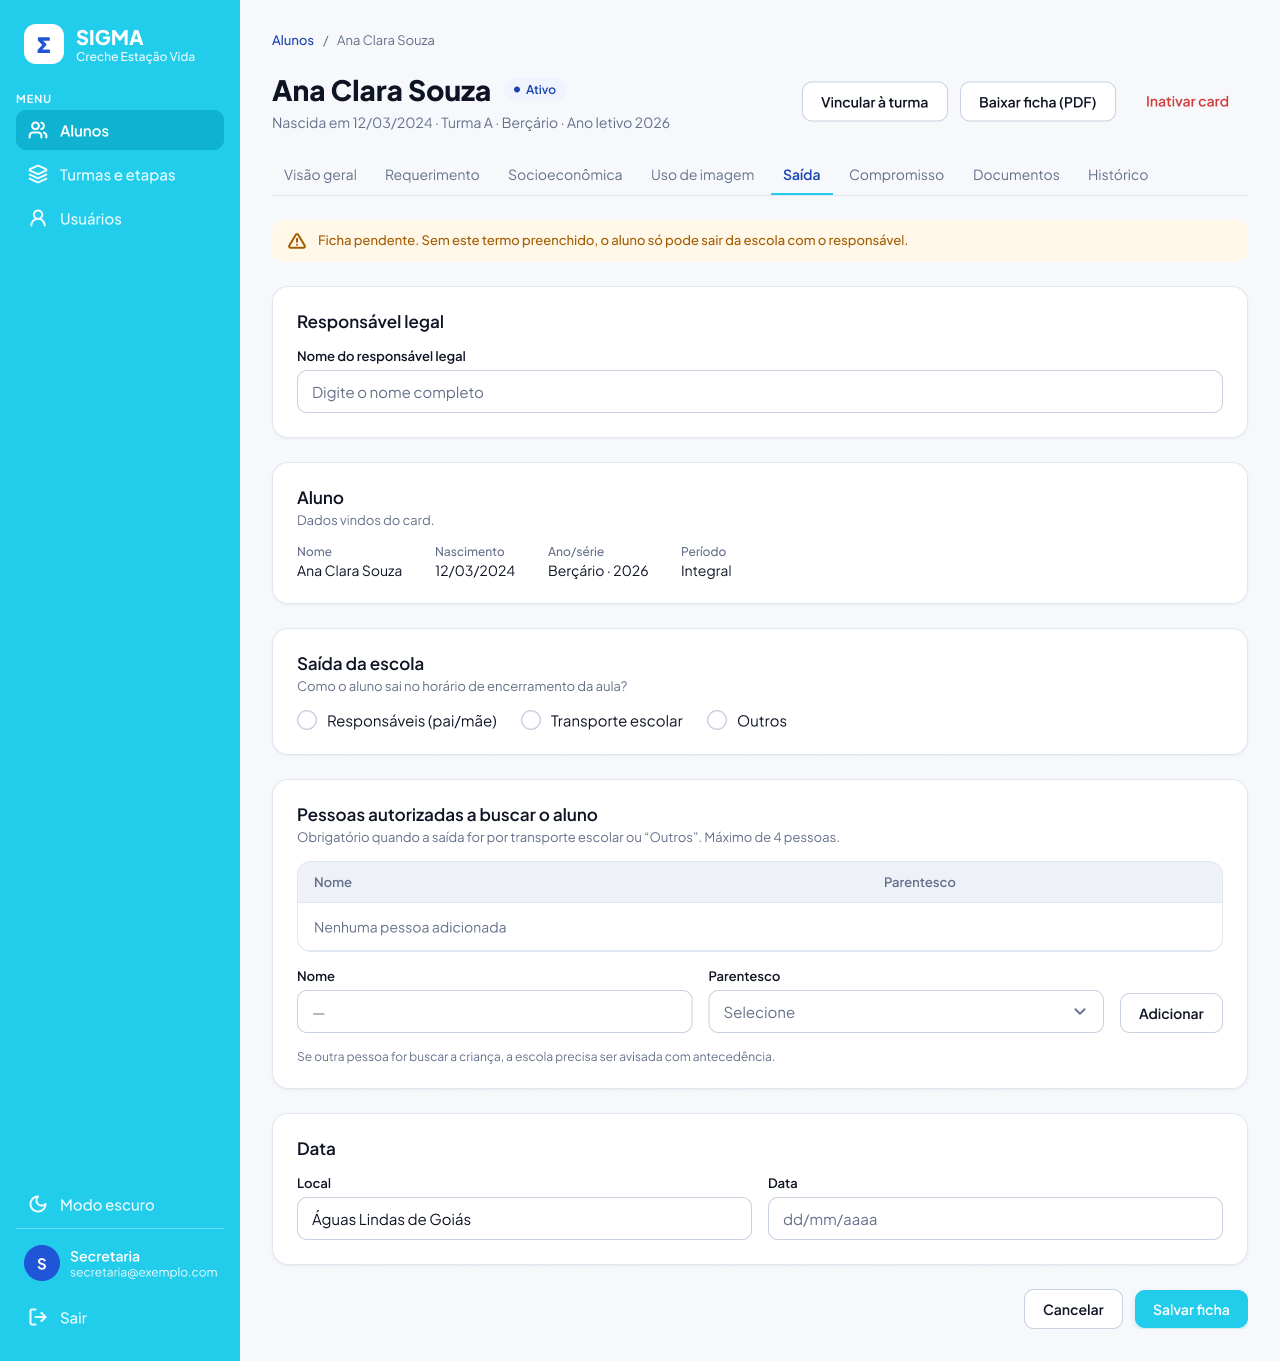 Σ
SIGMA
Creche Estação Vida
MENU
Alunos
Turmas e etapas
Usuários
Modo escuro
S
Secretaria
secretaria@exemplo.com
Sair
Alunos / Ana Clara Souza
Ana Clara Souza
Ativo
Nascida em 12/03/2024 · Turma A · Berçário · Ano letivo 2026
Vincular à turma
Baixar ficha (PDF)
Inativar card
Visão geral
Requerimento
Socioeconômica
Uso de imagem
Saída
Compromisso
Documentos
Histórico
Ficha pendente. Sem este termo preenchido, o aluno só pode sair da escola com o responsável.
Responsável legal
Nome do responsável legal
Digite o nome completo
Aluno
Dados vindos do card.
Nome
Ana Clara Souza
Nascimento
12/03/2024
Ano/série
Berçário · 2026
Período
Integral
Saída da escola
Como o aluno sai no horário de encerramento da aula?
Responsáveis (pai/mãe)
Transporte escolar
Outros
Pessoas autorizadas a buscar o aluno
Obrigatório quando a saída for por transporte escolar ou “Outros”. Máximo de 4 pessoas.
Nome
Parentesco
Nenhuma pessoa adicionada
Nome
—
Parentesco
Selecione
Adicionar
Se outra pessoa for buscar a criança, a escola precisa ser avisada com antecedência.
Data
Local
Águas Lindas de Goiás
Data
dd/mm/aaaa
Cancelar
Salvar ficha